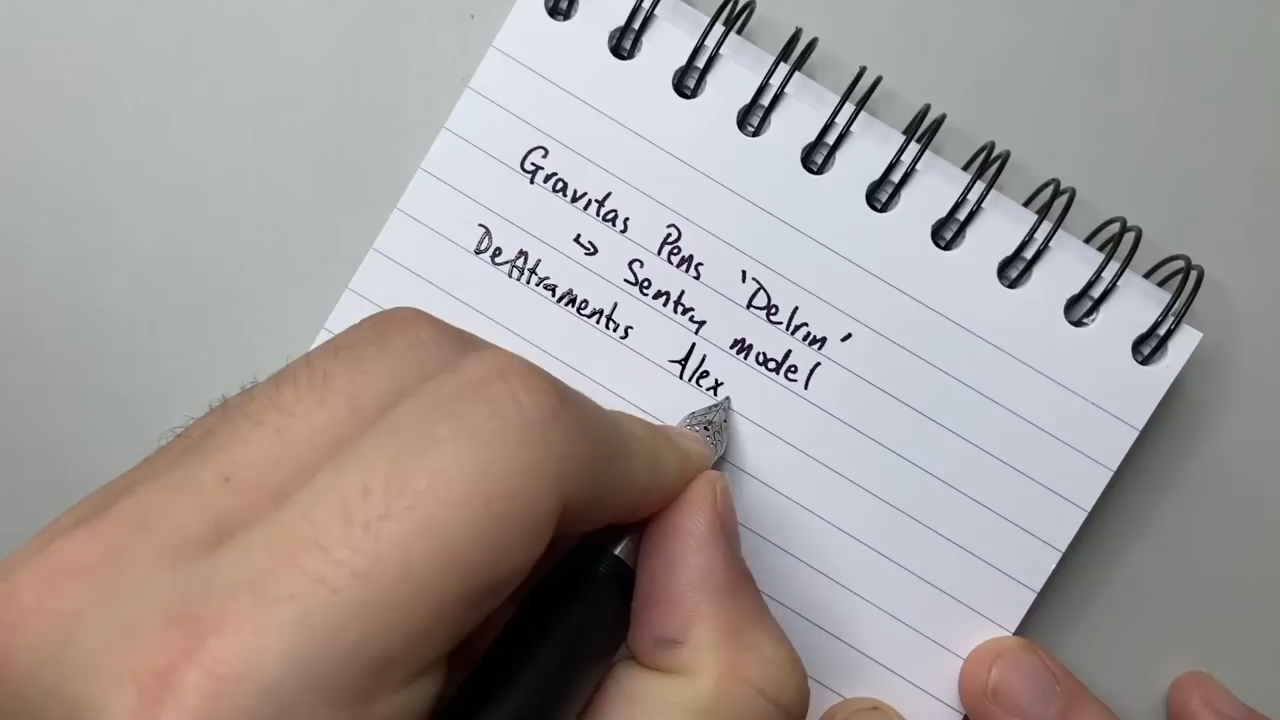 Gravitas Pens 'Delrin'
↳ Sentry model
DeAtramentis Alex